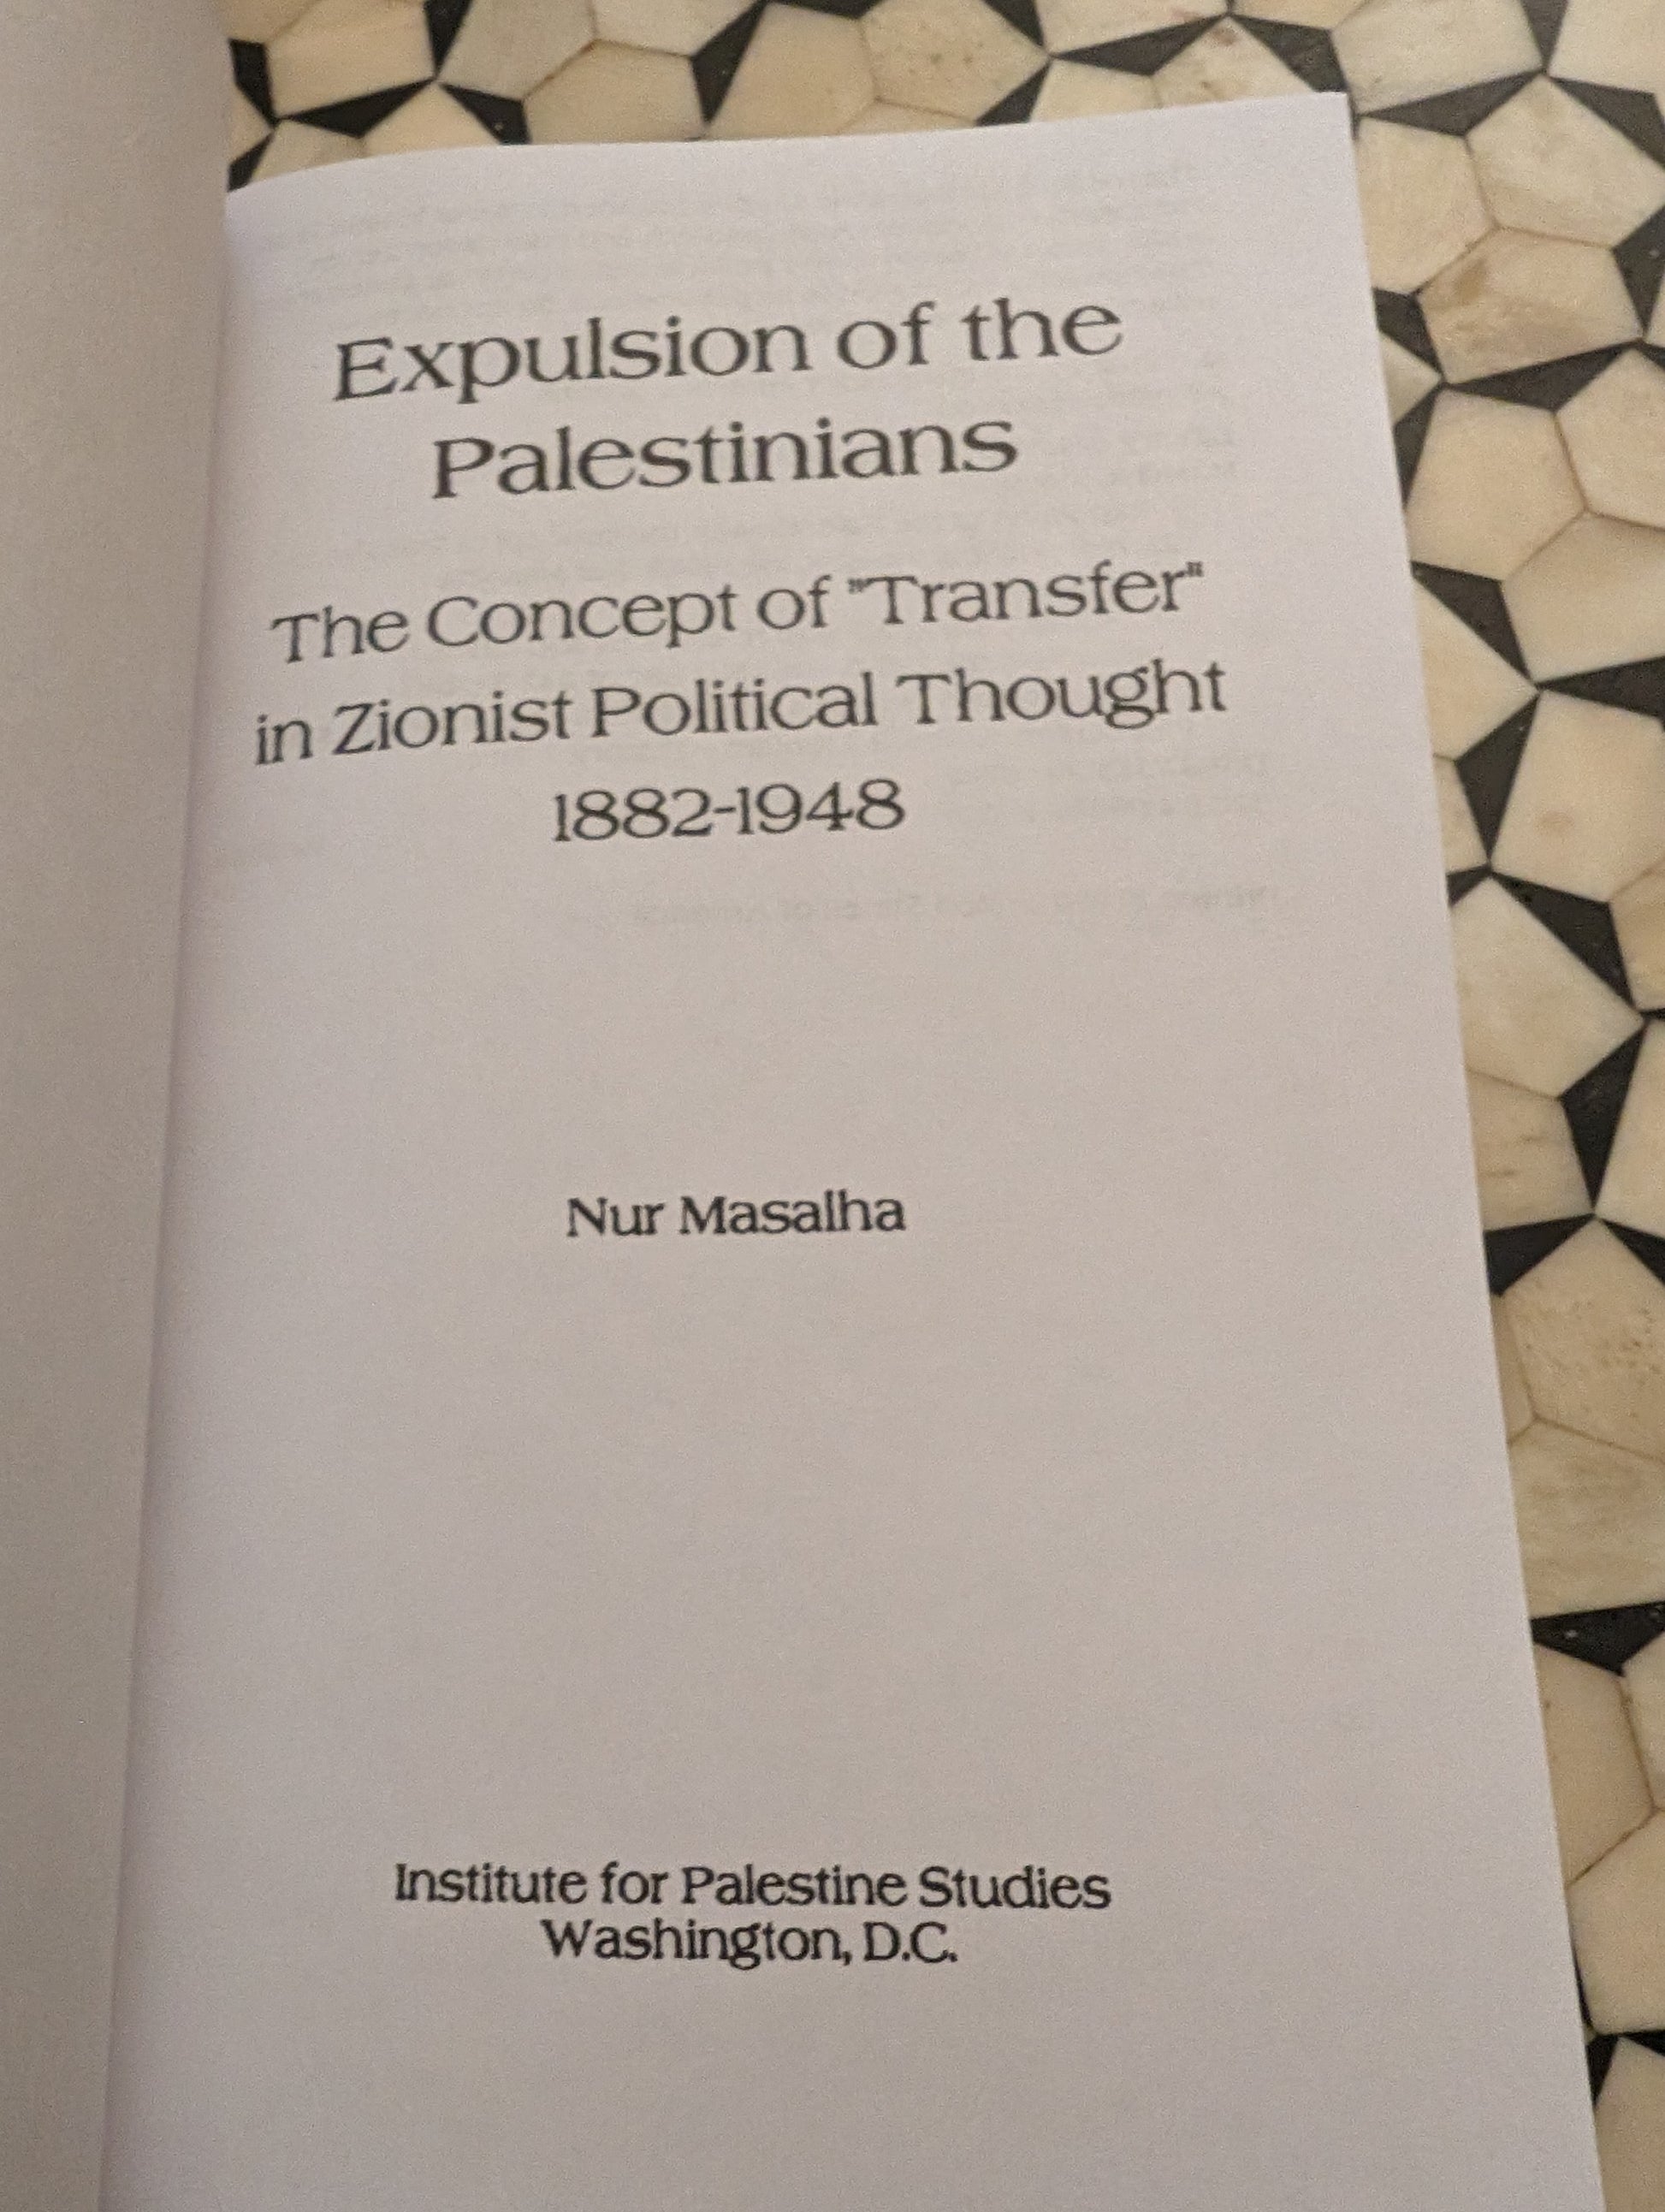 Expulsion of the
Palestinians
The Concept of "Transfer"
in Zionist Political Thought
1882-1948
Nur Masalha
Institute for Palestine Studies
Washington, D.C.